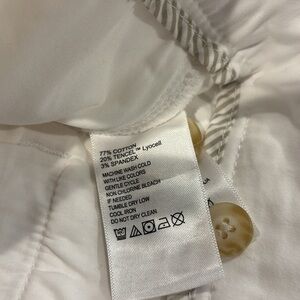 77% COTTON
20% TENCEL™ Lyocell
3% SPANDEX
MACHINE WASH COLD
WITH LIKE COLORS
GENTLE CYCLE
NON CHLORINE BLEACH
IF NEEDED
TUMBLE DRY LOW
COOL IRON
DO NOT DRY CLEAN